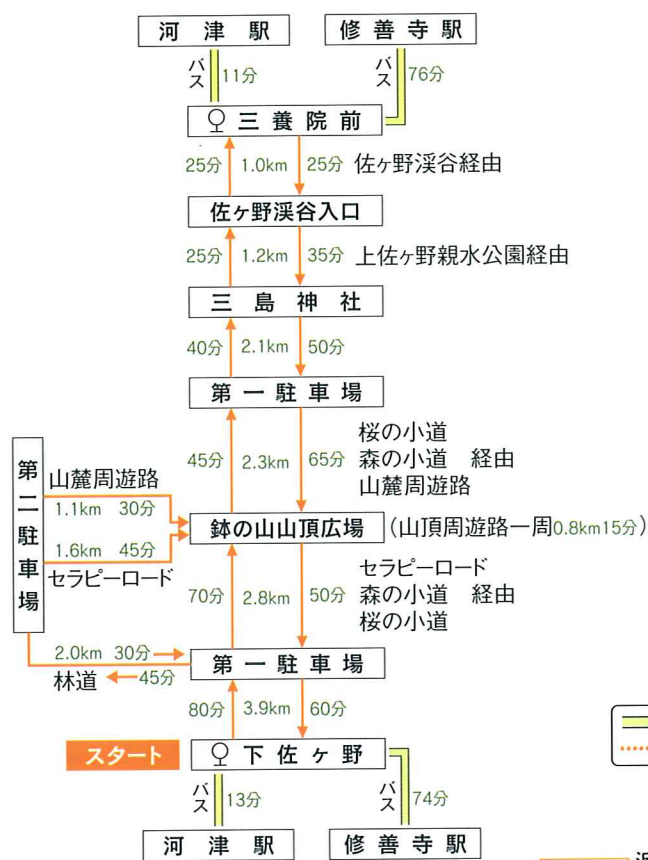 河津駅 修善寺駅
バス 11分 バス 76分
三養院前
25分 1.0km 25分 佐ヶ野渓谷経由
佐ヶ野渓谷入口
25分 1.2km 35分 上佐ヶ野親水公園経由
三島神社
40分 2.1km 50分
第一駐車場
桜の小道
45分 2.3km 65分 森の小道 経由
山麓周遊路
第二駐車場
山麓周遊路
1.1km 30分
鉢の山山頂広場 (山頂周遊路一周0.8km15分)
1.6km 45分
セラピーロード
セラピーロード
70分 2.8km 50分 森の小道 経由
桜の小道
2.0km 30分
林道 45分
第一駐車場
80分 3.9km 60分
スタート 下佐ヶ野
バス 13分 バス 74分
河津駅 修善寺駅